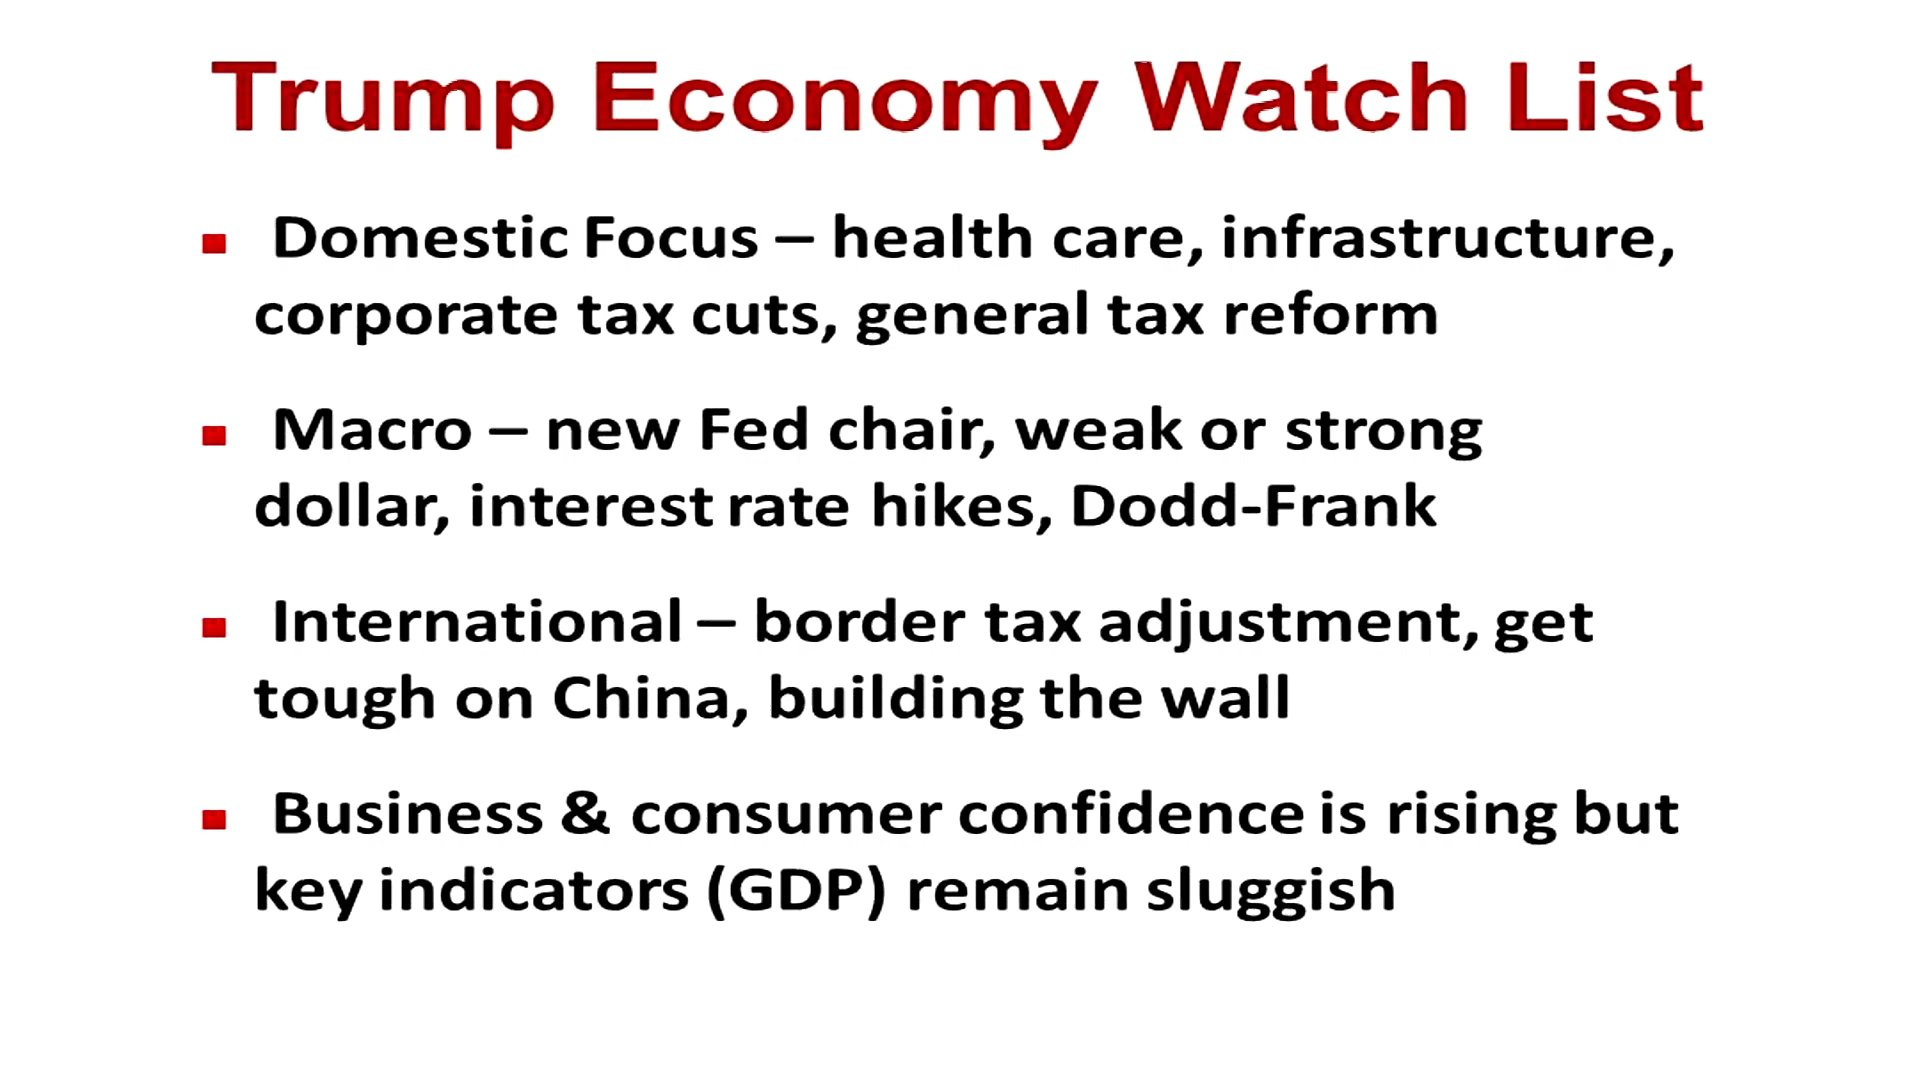 Trump Economy Watch List
▪ Domestic Focus – health care, infrastructure,
corporate tax cuts, general tax reform
▪ Macro – new Fed chair, weak or strong
dollar, interest rate hikes, Dodd-Frank
▪ International – border tax adjustment, get
tough on China, building the wall
▪ Business & consumer confidence is rising but
key indicators (GDP) remain sluggish